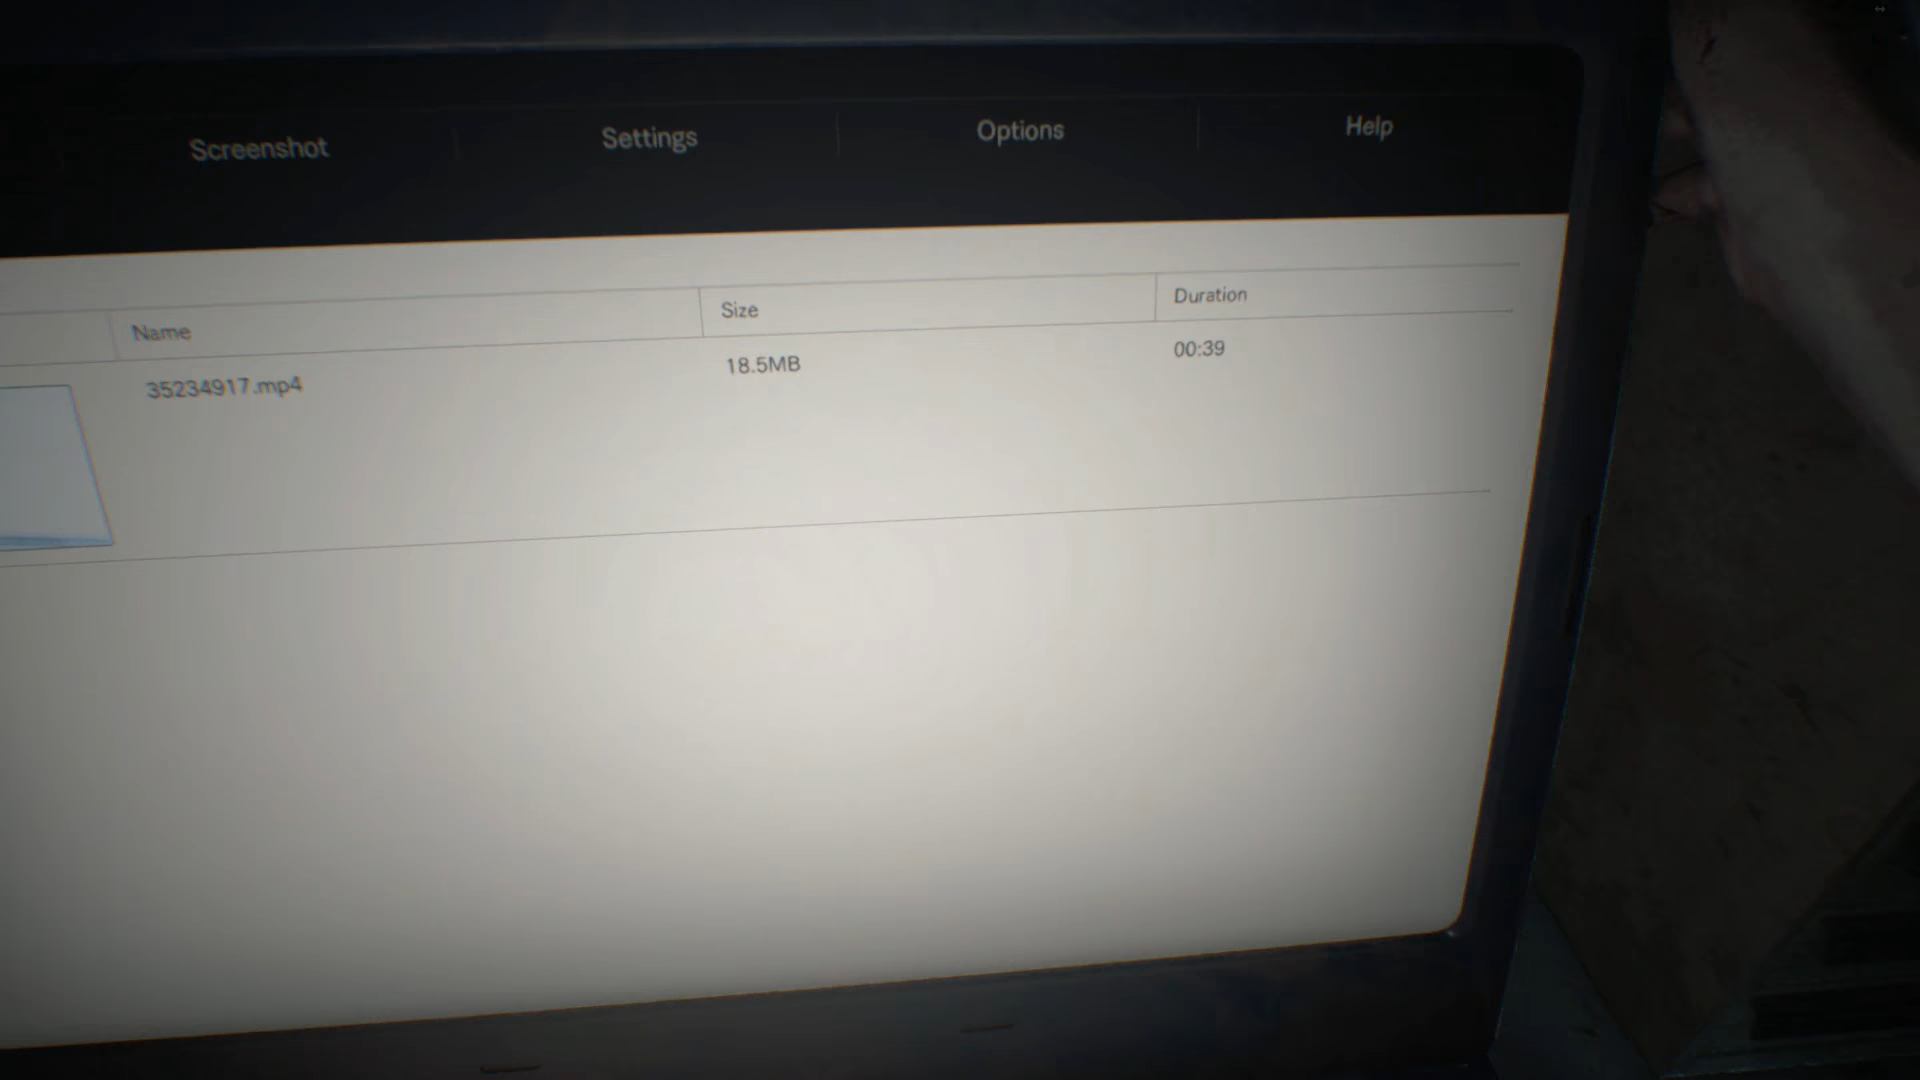 Screenshot Settings Options Help
Name Size Duration
35234917.mp4 18.5MB 00:39